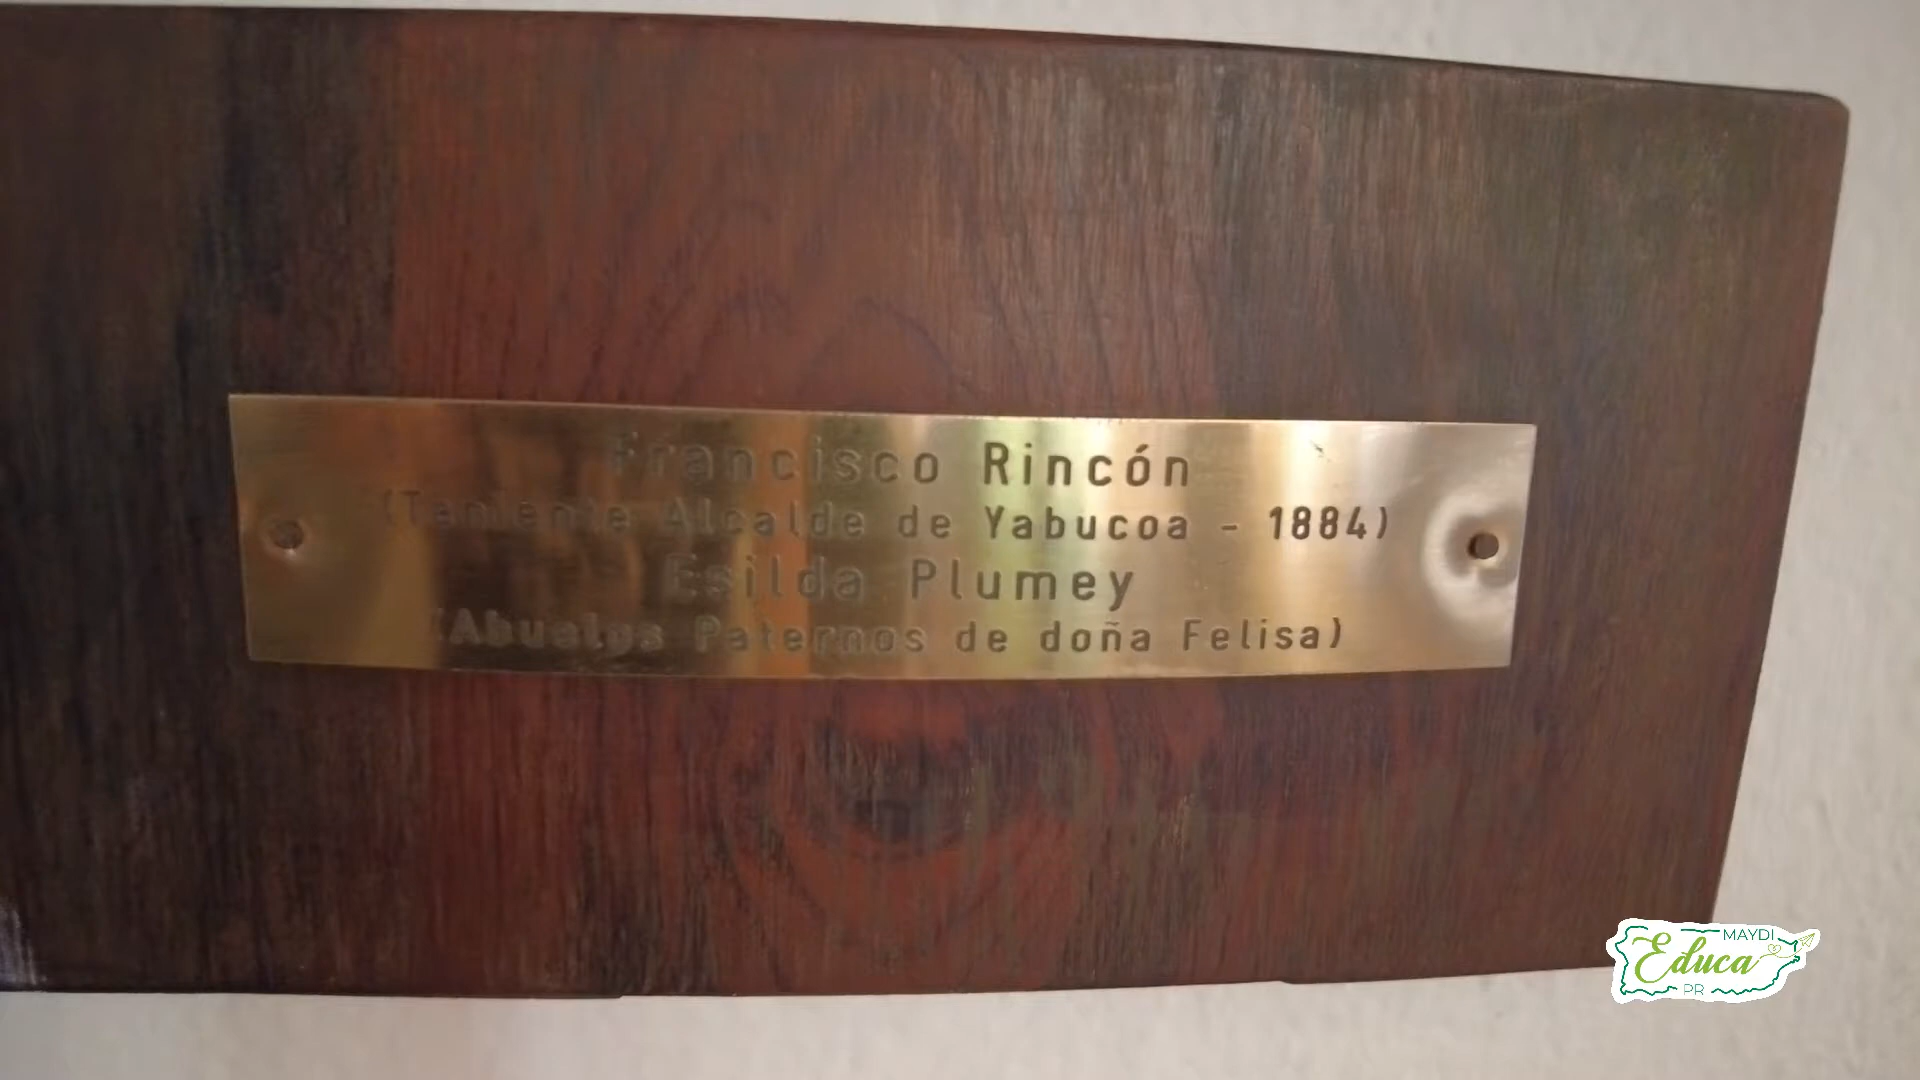 Francisco Rincón
(Teniente Alcalde de Yabucoa - 1884)
Esilda Plumey
(Abuelos Paternos de doña Felisa)
MAYDI
Educa
PR